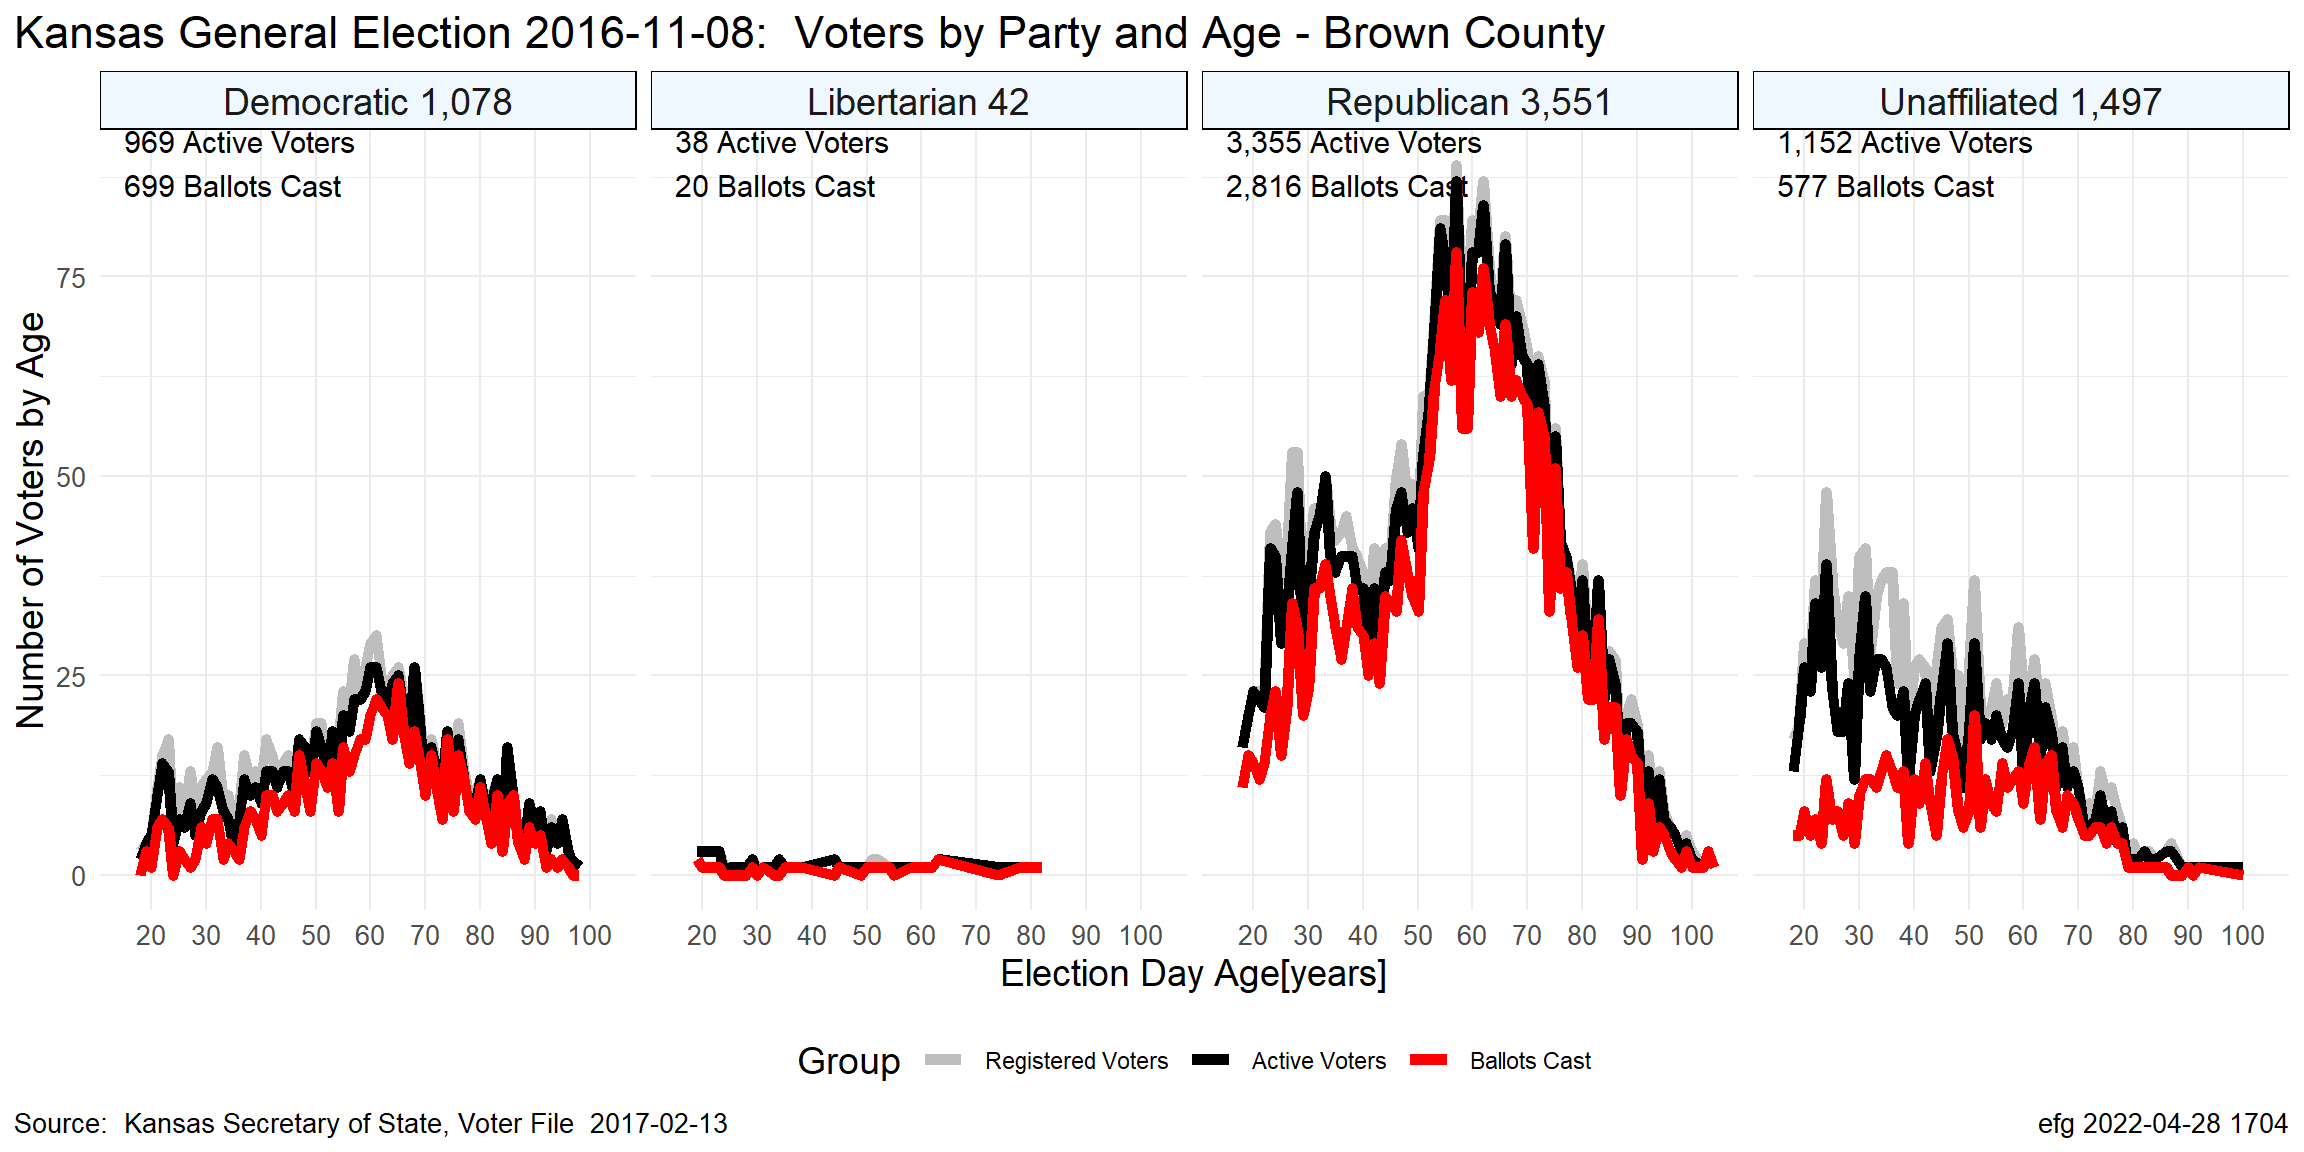 Kansas General Election 2016-11-08:  Voters by Party and Age - Brown County
Democratic 1,078
Libertarian 42
Republican 3,551
Unaffiliated 1,497
969 Active Voters
699 Ballots Cast
38 Active Voters
20 Ballots Cast
3,355 Active Voters
2,816 Ballots Cast
1,152 Active Voters
577 Ballots Cast
Number of Voters by Age
75
50
25
0
20 30 40 50 60 70 80 90 100
20 30 40 50 60 70 80 90 100
20 30 40 50 60 70 80 90 100
20 30 40 50 60 70 80 90 100
Election Day Age[years]
Group Registered Voters Active Voters Ballots Cast
Source:  Kansas Secretary of State, Voter File  2017-02-13
efg 2022-04-28 1704